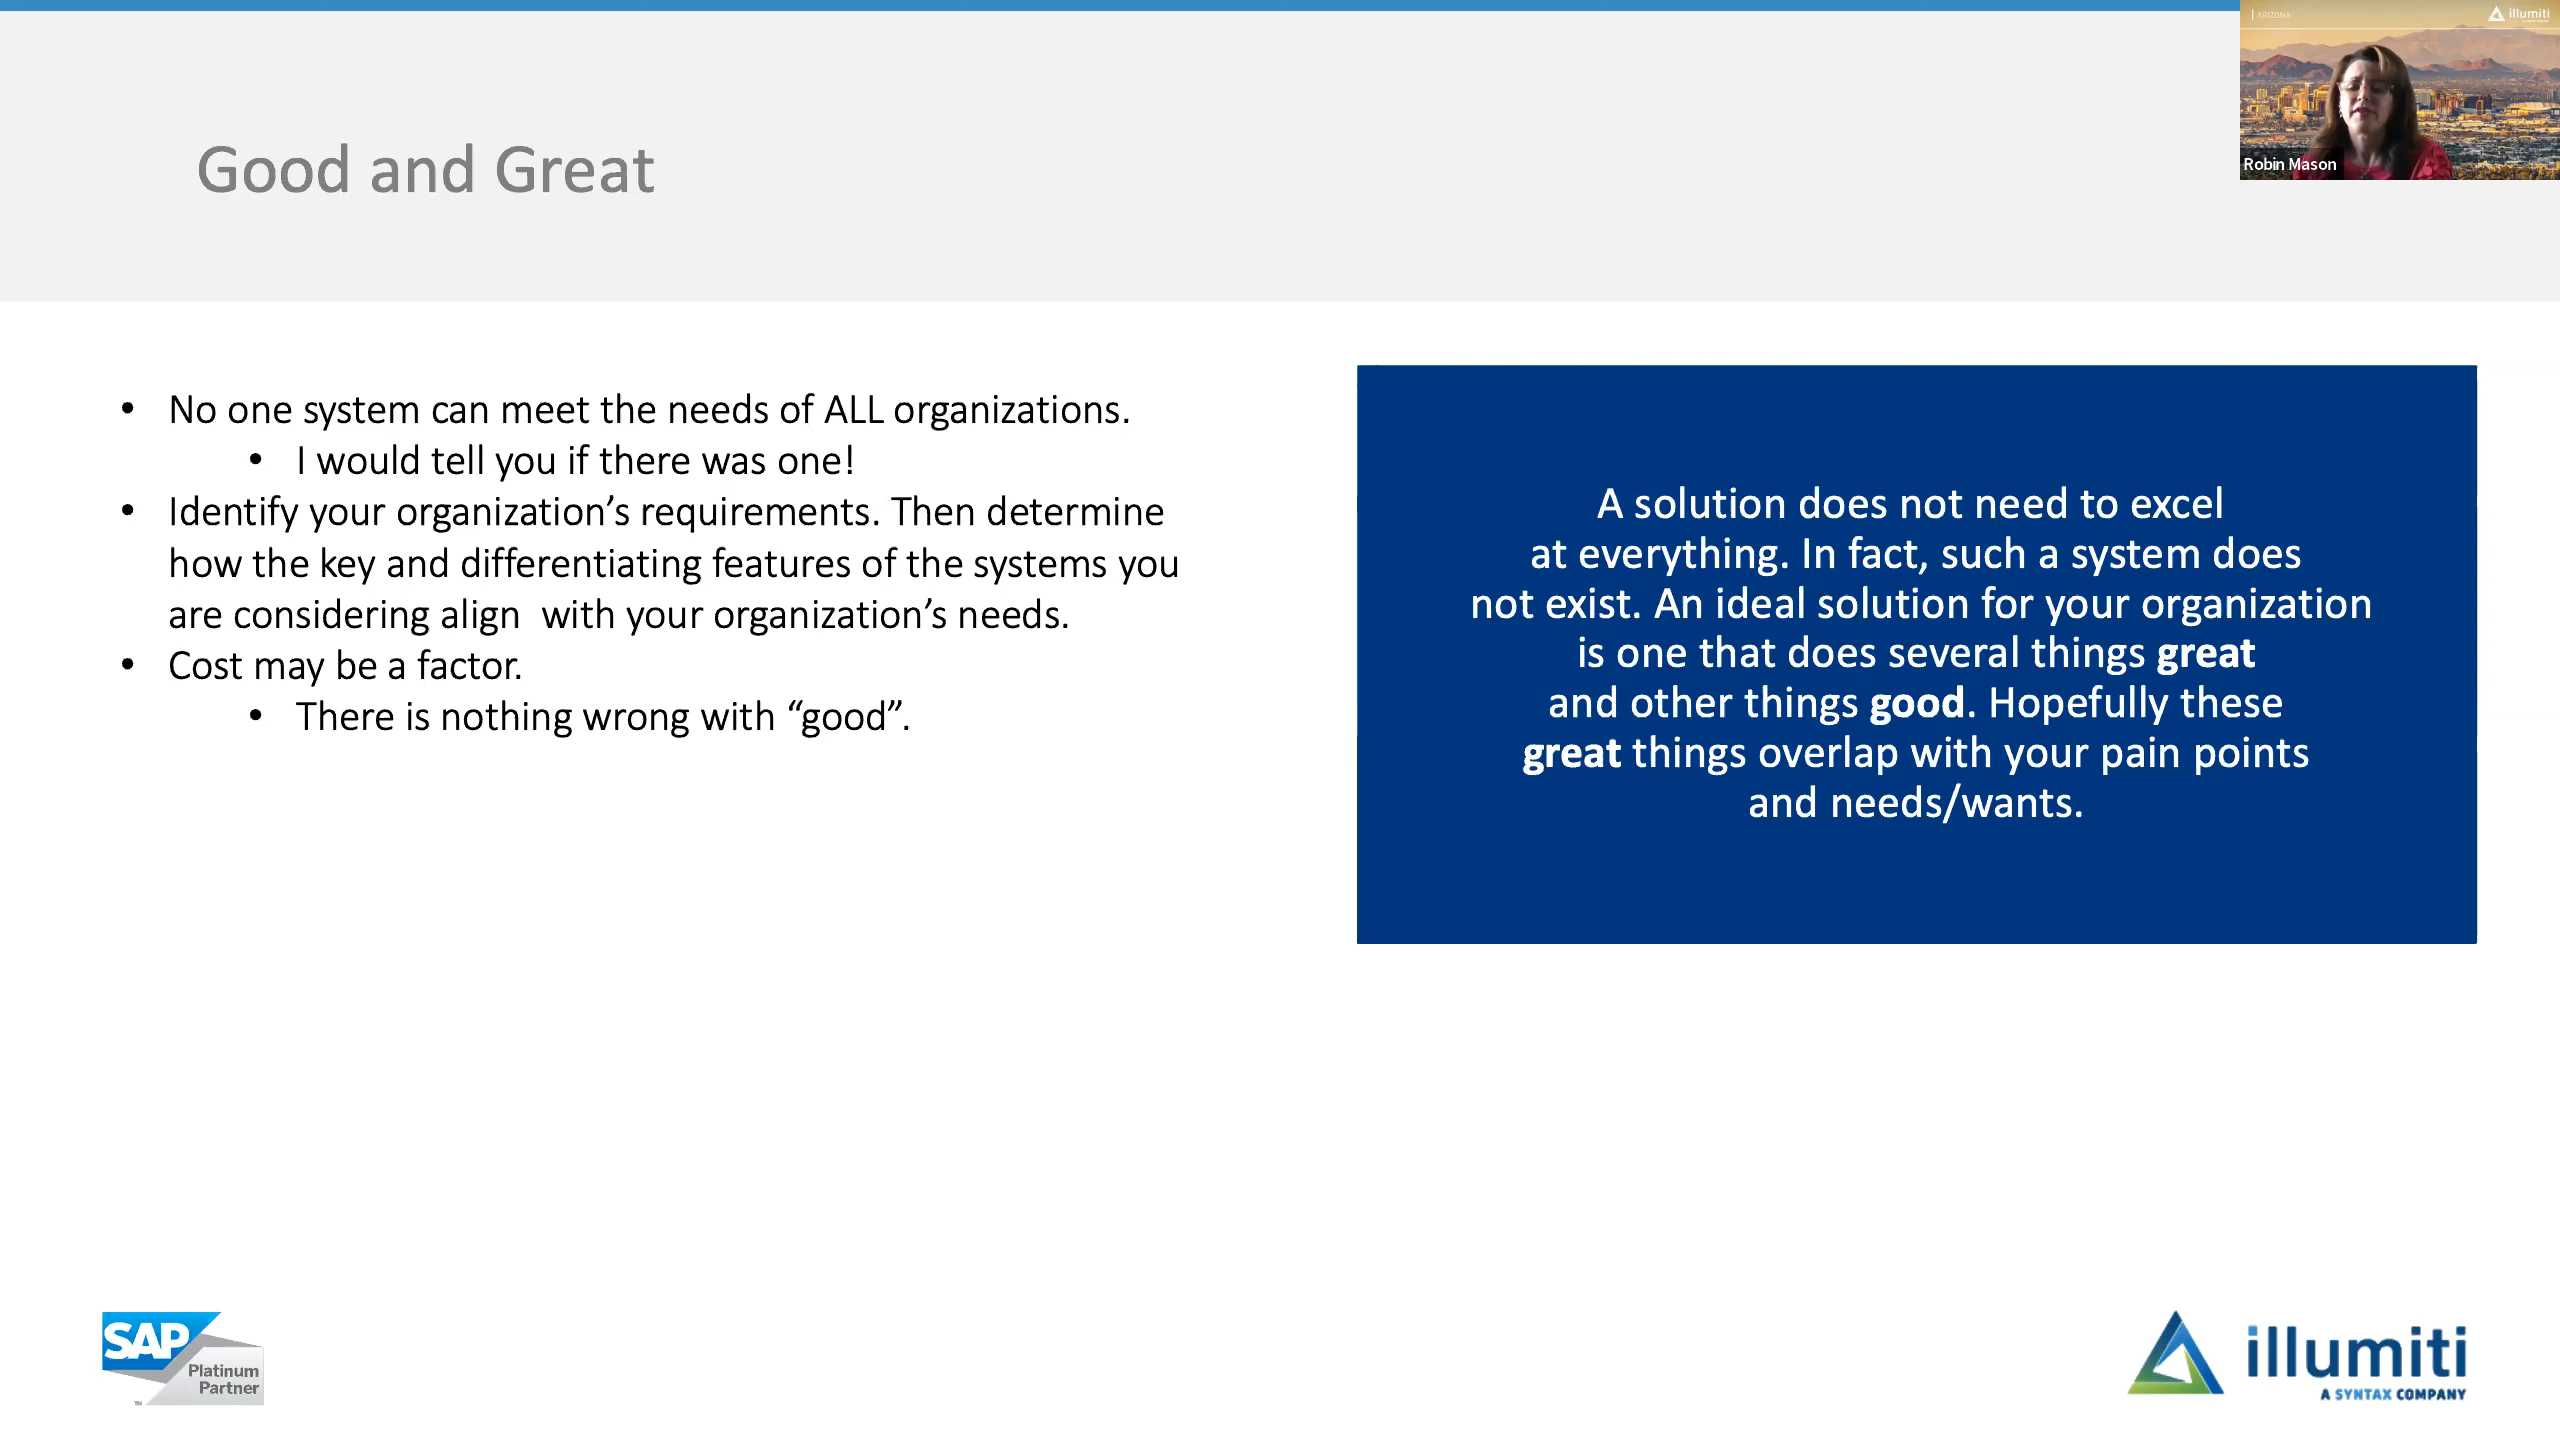 | ARIZONA
illumiti
Robin Mason
Good and Great
• No one system can meet the needs of ALL organizations.
• I would tell you if there was one!
• Identify your organization’s requirements. Then determine
how the key and differentiating features of the systems you
are considering align  with your organization’s needs.
• Cost may be a factor.
• There is nothing wrong with “good”.
A solution does not need to excel
at everything. In fact, such a system does
not exist. An ideal solution for your organization
is one that does several things great
and other things good. Hopefully these
great things overlap with your pain points
and needs/wants.
SAP
Platinum
Partner
™
illumiti
A SYNTAX COMPANY